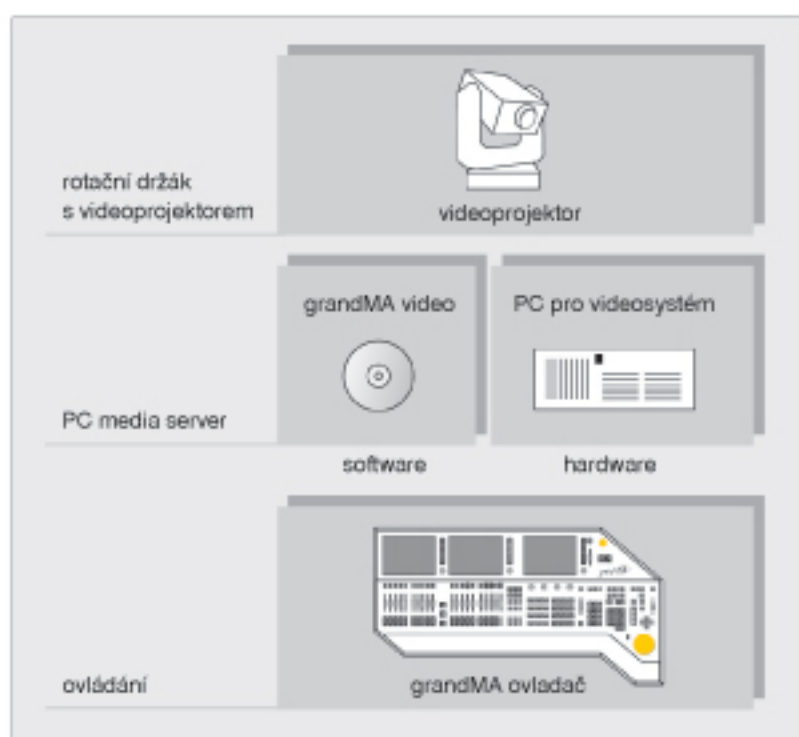 rotační držák
s videoprojektorem
videoprojektor
grandMA video
PC pro videosystém
PC media server
software
hardware
ovládání
grandMA ovladač